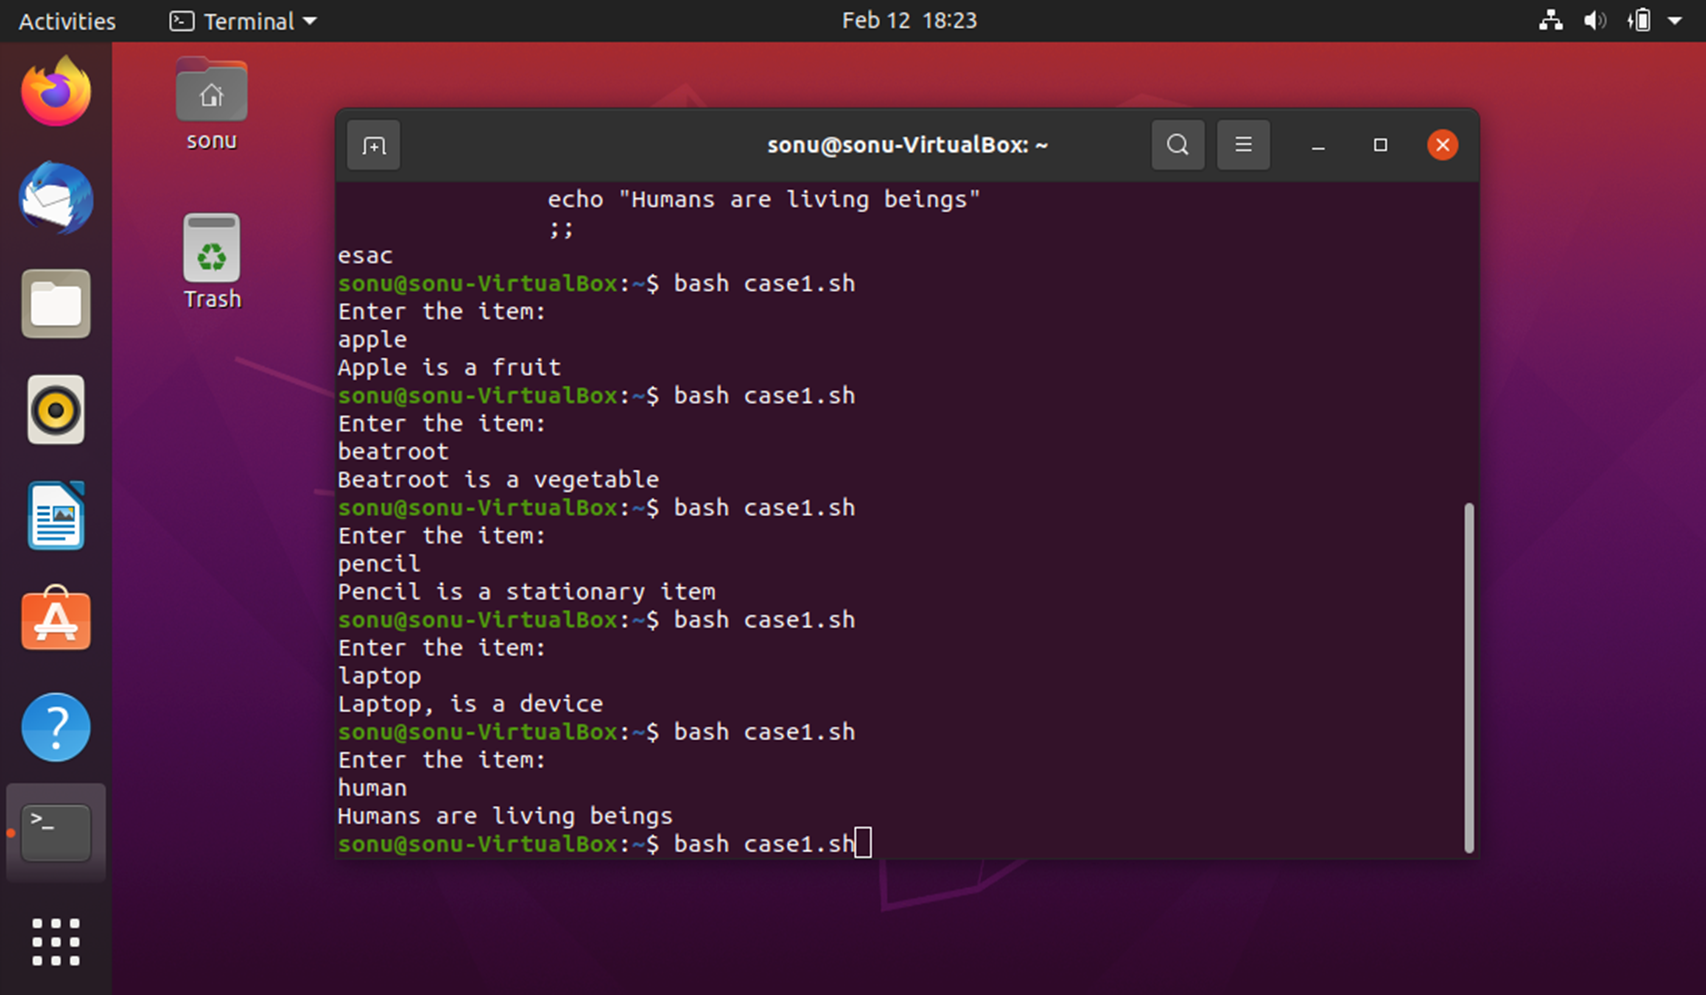 Activities Terminal Feb 12 18:23
sonu
Trash
sonu@sonu-VirtualBox: ~
echo "Humans are living beings"
;;
esac
sonu@sonu-VirtualBox:~$ bash case1.sh
Enter the item:
apple
Apple is a fruit
sonu@sonu-VirtualBox:~$ bash case1.sh
Enter the item:
beatroot
Beatroot is a vegetable
sonu@sonu-VirtualBox:~$ bash case1.sh
Enter the item:
pencil
Pencil is a stationary item
sonu@sonu-VirtualBox:~$ bash case1.sh
Enter the item:
laptop
Laptop, is a device
sonu@sonu-VirtualBox:~$ bash case1.sh
Enter the item:
human
Humans are living beings
sonu@sonu-VirtualBox:~$ bash case1.sh